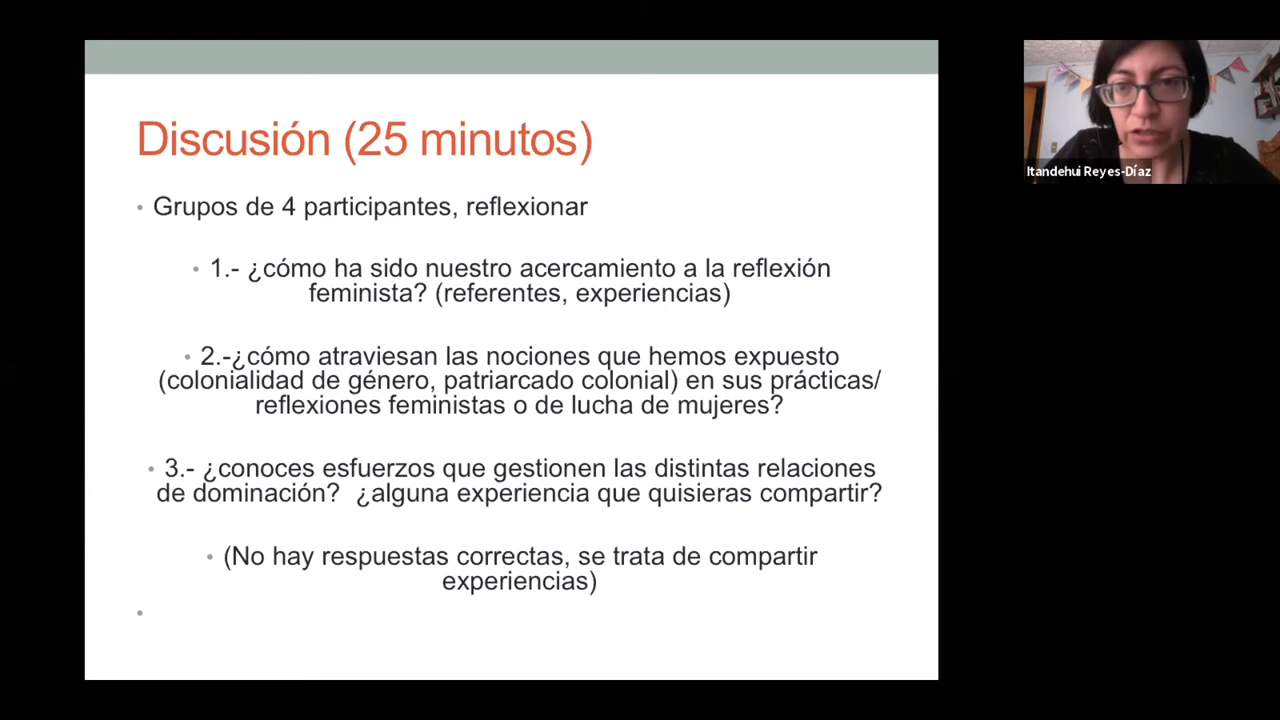 Discusión (25 minutos)
• Grupos de 4 participantes, reflexionar
• 1.- ¿cómo ha sido nuestro acercamiento a la reflexión
feminista? (referentes, experiencias)
• 2.-¿cómo atraviesan las nociones que hemos expuesto
(colonialidad de género, patriarcado colonial) en sus prácticas/
reflexiones feministas o de lucha de mujeres?
• 3.- ¿conoces esfuerzos que gestionen las distintas relaciones
de dominación?  ¿alguna experiencia que quisieras compartir?
• (No hay respuestas correctas, se trata de compartir
experiencias)
•
Itandehui Reyes-Díaz